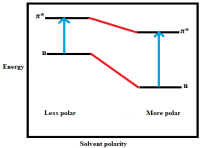 π*
π*
n
Energy
n
Less polar
More polar
Solvent polarity